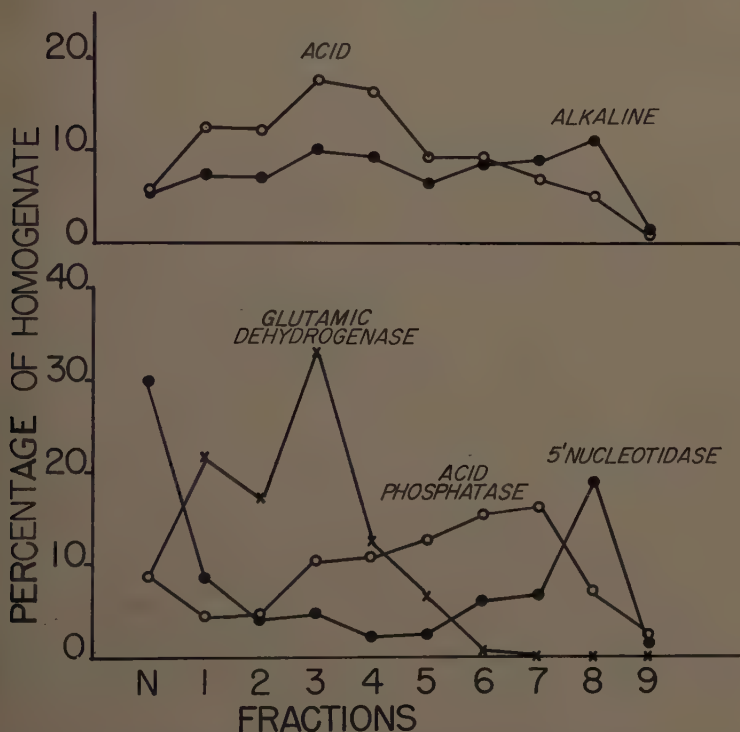 20
ACID
10
ALKALINE
0
PERCENTAGE OF HOMOGENATE
40
GLUTAMIC
DEHYDROGENASE
30
20
ACID
PHOSPHATASE
5'NUCLEOTIDASE
10
0
N 1 2 3 4 5 6 7 8 9
FRACTIONS